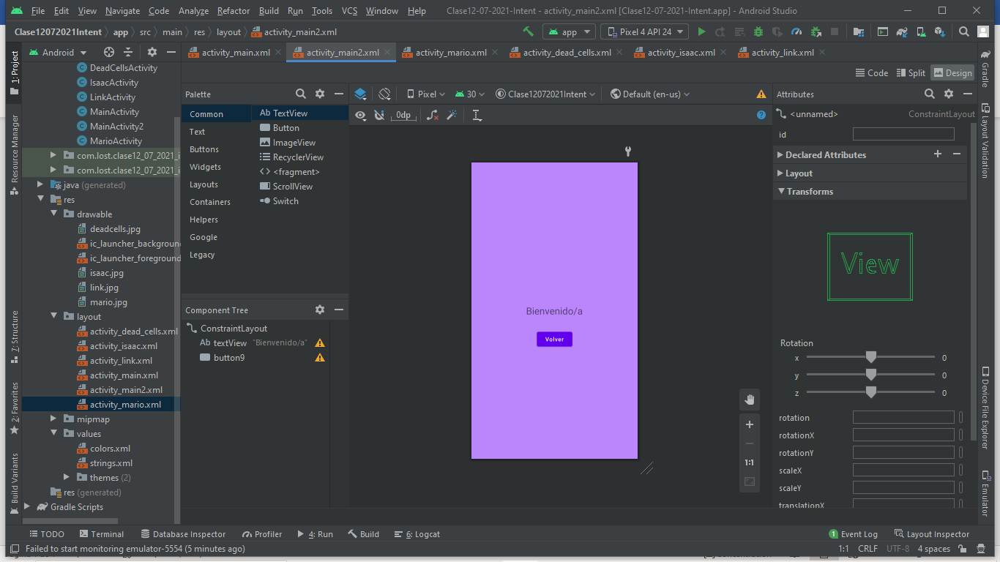 File Edit View Navigate Code Analyze Refactor Build Run Tools VCS Window Help Clase12-07-2021-Intent - activity_main2.xml [Clase12-07-2021-Intent.app] - Android Studio
Clase12072021Intent app src main res layout activity_main2.xml app Pixel 4 API 24
1: Project
Resource Manager
7: Structure
2: Favorites
Build Variants
Android
DeadCellsActivity
IsaacActivity
LinkActivity
MainActivity
MainActivity2
MarioActivity
com.lost.clase12_07_2021_i
com.lost.clase12_07_2021_i
java (generated)
res
drawable
deadcells.jpg
ic_launcher_background
ic_launcher_foreground
isaac.jpg
link.jpg
mario.jpg
layout
activity_dead_cells.xml
activity_isaac.xml
activity_link.xml
activity_main.xml
activity_main2.xml
activity_mario.xml
mipmap
values
colors.xml
strings.xml
themes (2)
res (generated)
Gradle Scripts
activity_main.xml activity_main2.xml activity_mario.xml activity_dead_cells.xml activity_isaac.xml activity_link.xml
Code Split Design
Palette
Common
Text
Buttons
Widgets
Layouts
Containers
Helpers
Google
Legacy
Ab TextView
Button
ImageView
RecyclerView
<> <fragment>
ScrollView
Switch
Component Tree
ConstraintLayout
Ab textView "Bienvenido/a"
button9
Pixel 30 Clase12072021Intent Default (en-us)
0dp
Bienvenido/a
Volver
1:1
Attributes
<unnamed> ConstraintLayout
id
Declared Attributes
Layout
Transforms
View
Rotation
x 0
y 0
z 0
rotation
rotationX
rotationY
scaleX
scaleY
translationX
Gradle
Layout Validation
Device File Explorer
Emulator
TODO Terminal Database Inspector Profiler 4: Run Build 6: Logcat 1 Event Log Layout Inspector
Failed to start monitoring emulator-5554 (5 minutes ago) 1:1 CRLF UTF-8 4 spaces